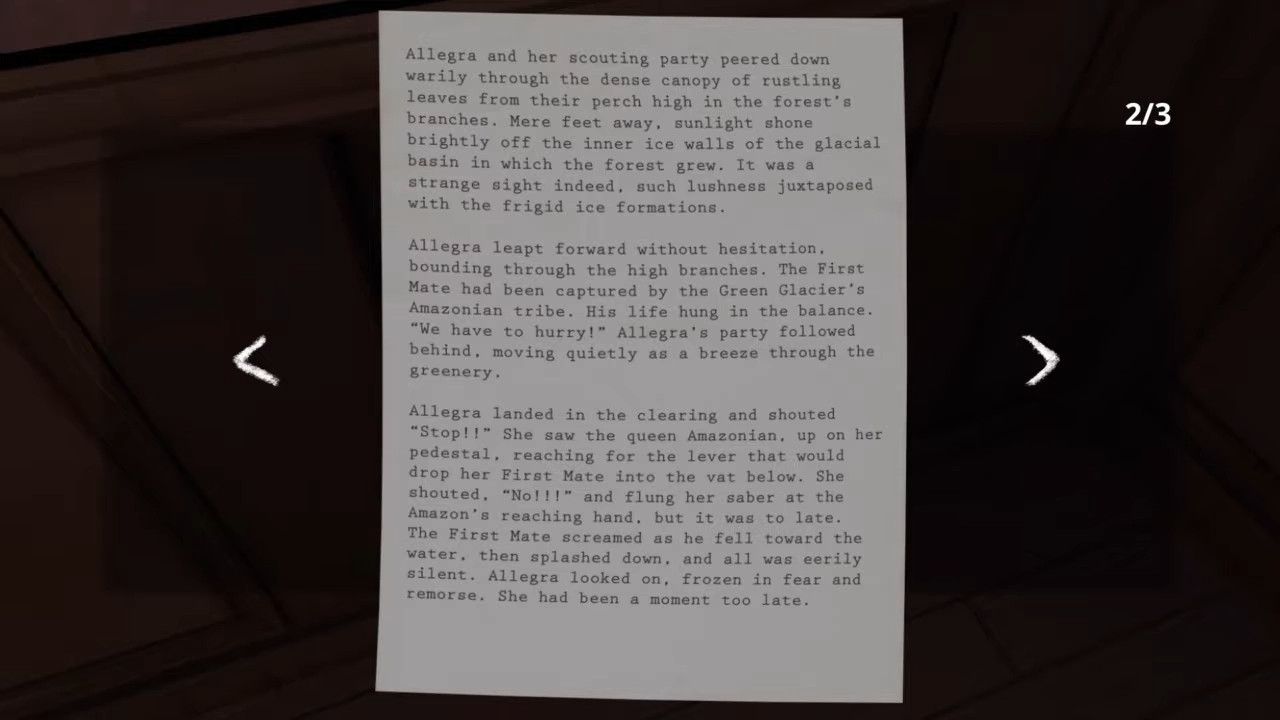 Allegra and her scouting party peered down
warily through the dense canopy of rustling
leaves from their perch high in the forest's
branches. Mere feet away, sunlight shone
brightly off the inner ice walls of the glacial
basin in which the forest grew. It was a
strange sight indeed, such lushness juxtaposed
with the frigid ice formations.
Allegra leapt forward without hesitation,
bounding through the high branches. The First
Mate had been captured by the Green Glacier's
Amazonian tribe. His life hung in the balance.
“We have to hurry!” Allegra's party followed
behind, moving quietly as a breeze through the
greenery.
Allegra landed in the clearing and shouted
“Stop!!” She saw the queen Amazonian, up on her
pedestal, reaching for the lever that would
drop her First Mate into the vat below. She
shouted, “No!!!” and flung her saber at the
Amazon's reaching hand, but it was to late.
The First Mate screamed as he fell toward the
water, then splashed down, and all was eerily
silent. Allegra looked on, frozen in fear and
remorse. She had been a moment too late.
2/3